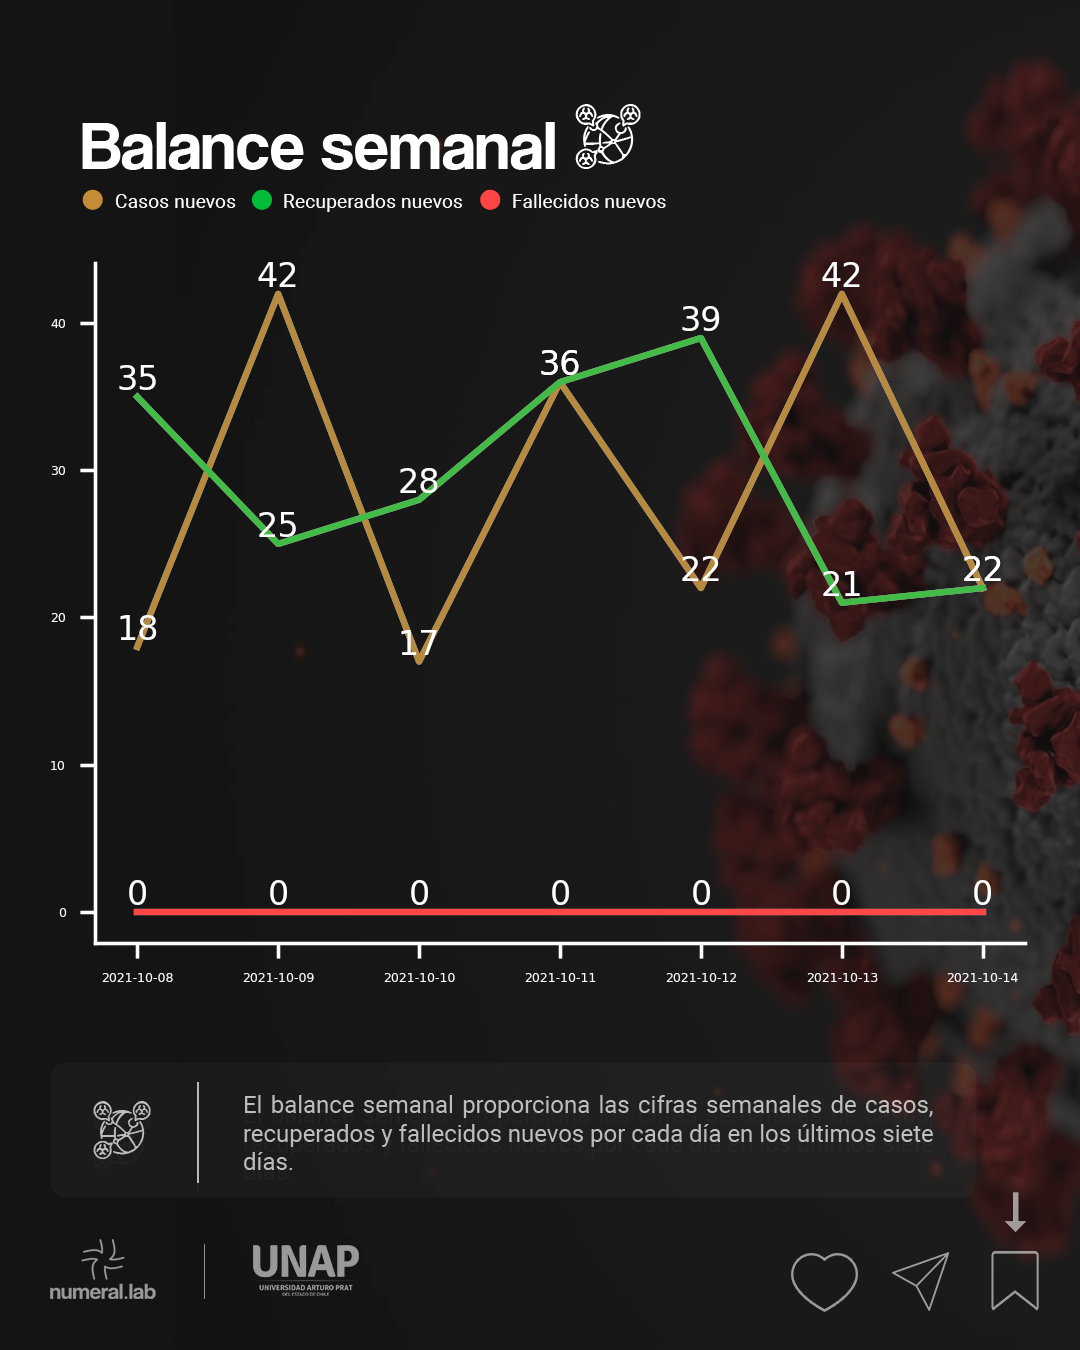 Balance semanal
Casos nuevos Recuperados nuevos Fallecidos nuevos
42 42
40
39
36
35
30
28
25
22 22
21
20
18
17
10
0 0 0 0 0 0 0
0
2021-10-08 2021-10-09 2021-10-10 2021-10-11 2021-10-12 2021-10-13 2021-10-14
El balance semanal proporciona las cifras semanales de casos,
recuperados y fallecidos nuevos por cada día en los últimos siete
días.
numeral.lab
UNAP
UNIVERSIDAD ARTURO PRAT
DEL ESTADO DE CHILE